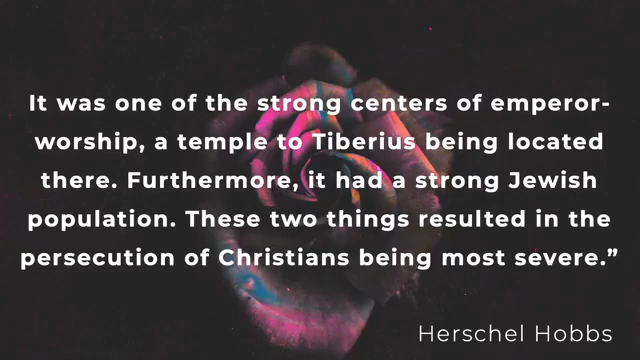 It was one of the strong centers of emperor-
worship, a temple to Tiberius being located
there. Furthermore, it had a strong Jewish
population. These two things resulted in the
persecution of Christians being most severe.”
Herschel Hobbs